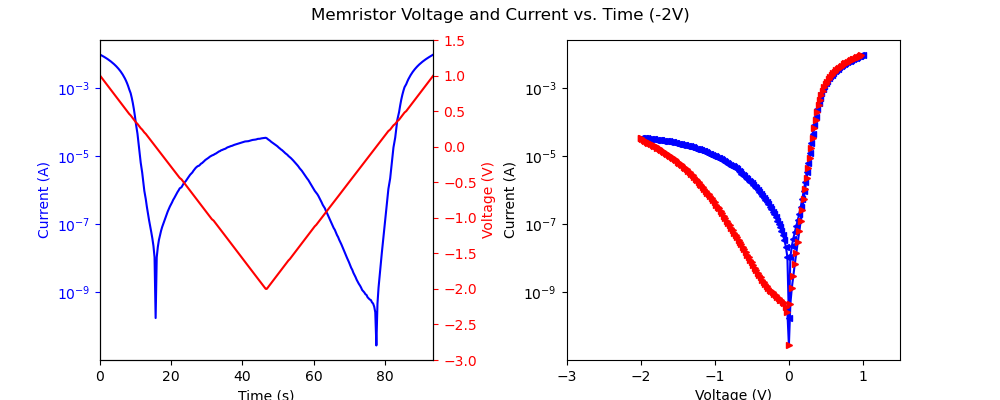 Memristor Voltage and Current vs. Time (-2V)
Current (A)
10⁻³
10⁻⁵
10⁻⁷
10⁻⁹
0 20 40 60 80
Time (s)
1.5
1.0
0.5
0.0
−0.5
−1.0
−1.5
−2.0
−2.5
−3.0
Voltage (V)
Current (A)
10⁻³
10⁻⁵
10⁻⁷
10⁻⁹
−3 −2 −1 0 1
Voltage (V)